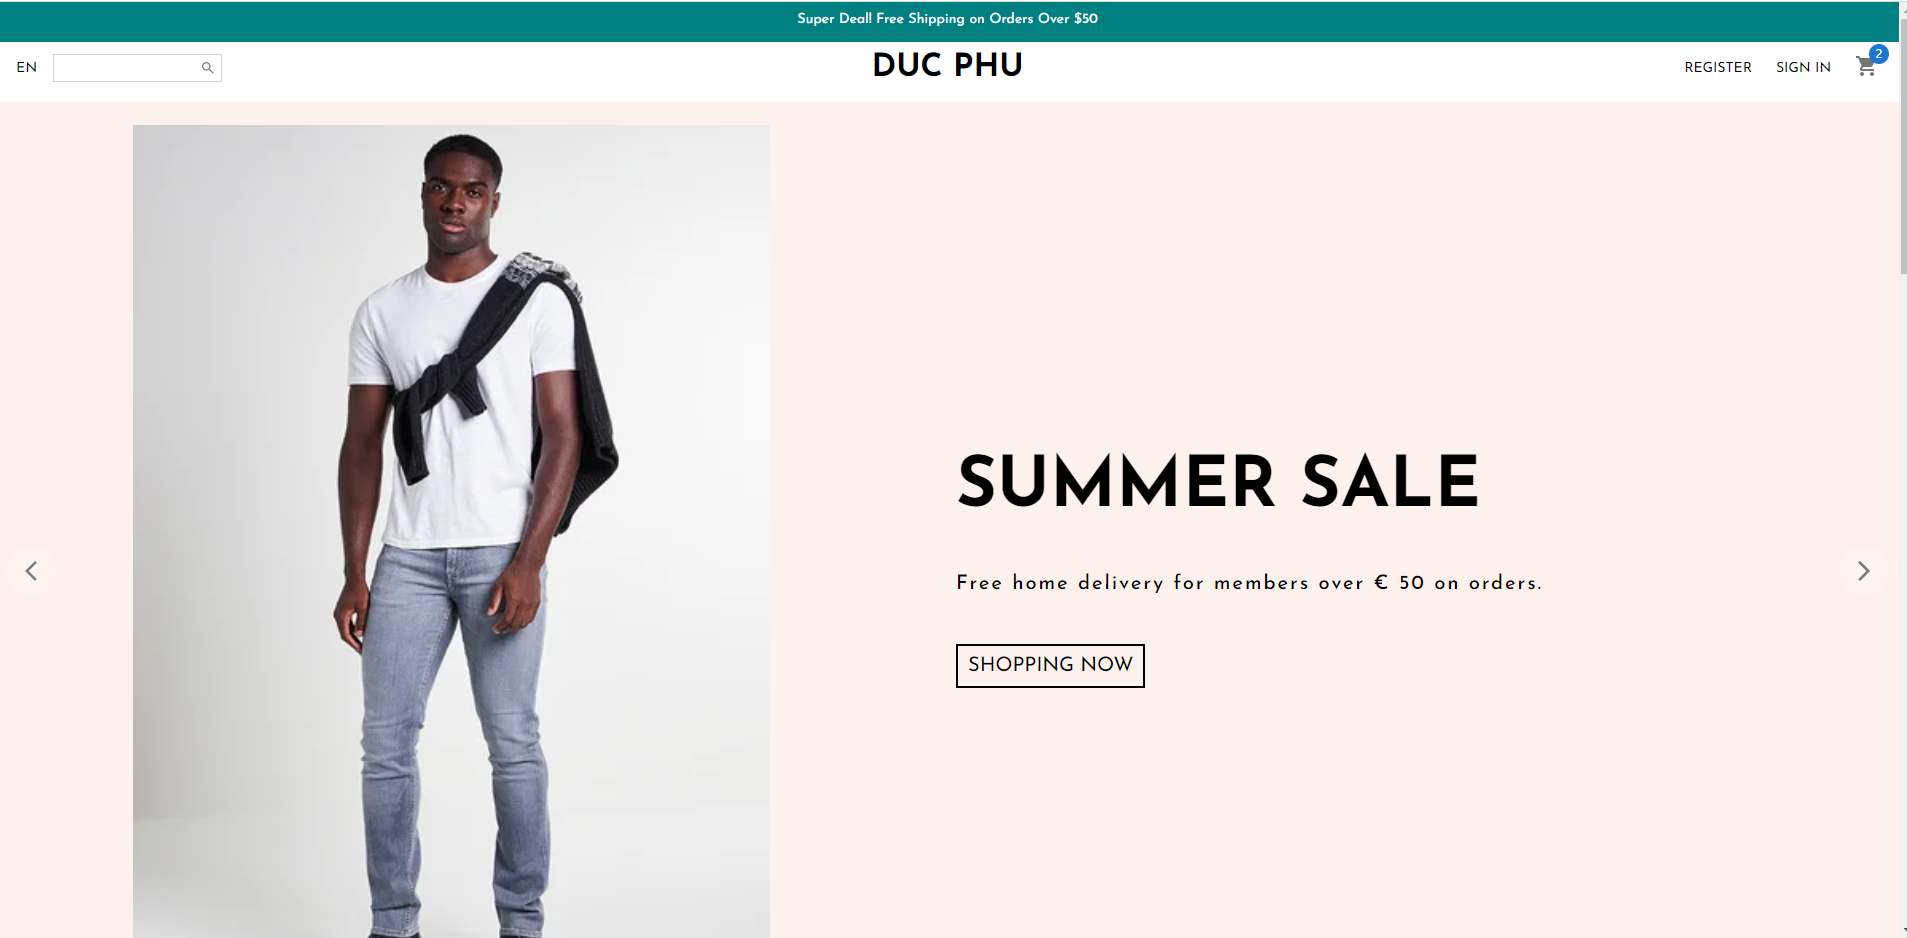 Super Deal! Free Shipping on Orders Over $50
EN
DUC PHU
REGISTER
SIGN IN
2
SUMMER SALE
Free home delivery for members over € 50 on orders.
SHOPPING NOW